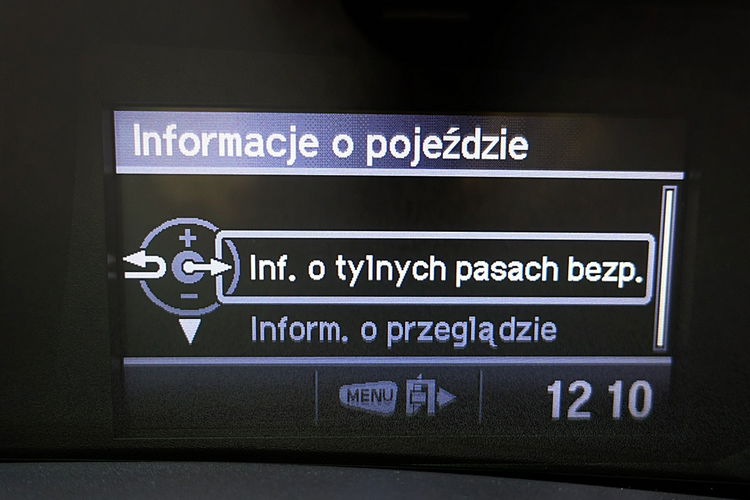 Informacje o pojeździe
Inf. o tylnych pasach bezp.
Inform. o przeglądzie
MENU
12 10